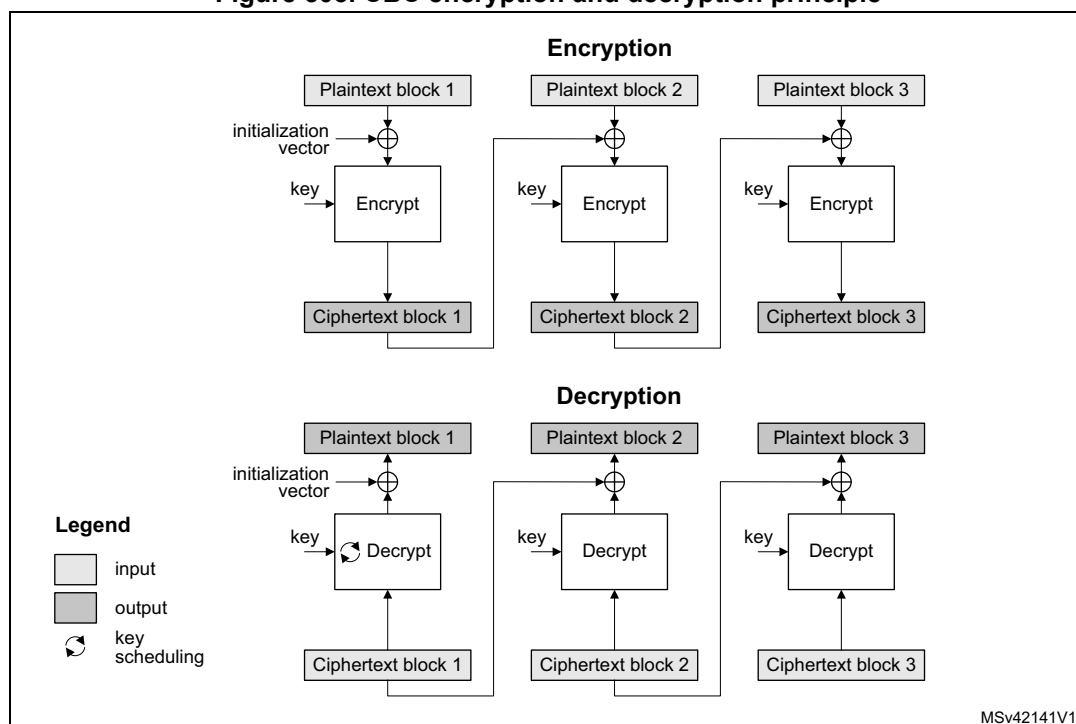 Encryption
Plaintext block 1
Plaintext block 2
Plaintext block 3
initialization
vector
key
Encrypt
key
Encrypt
key
Encrypt
Ciphertext block 1
Ciphertext block 2
Ciphertext block 3
Decryption
Plaintext block 1
Plaintext block 2
Plaintext block 3
initialization
vector
key
Decrypt
key
Decrypt
key
Decrypt
Ciphertext block 1
Ciphertext block 2
Ciphertext block 3
Legend
input
output
key
scheduling
MSv42141V1